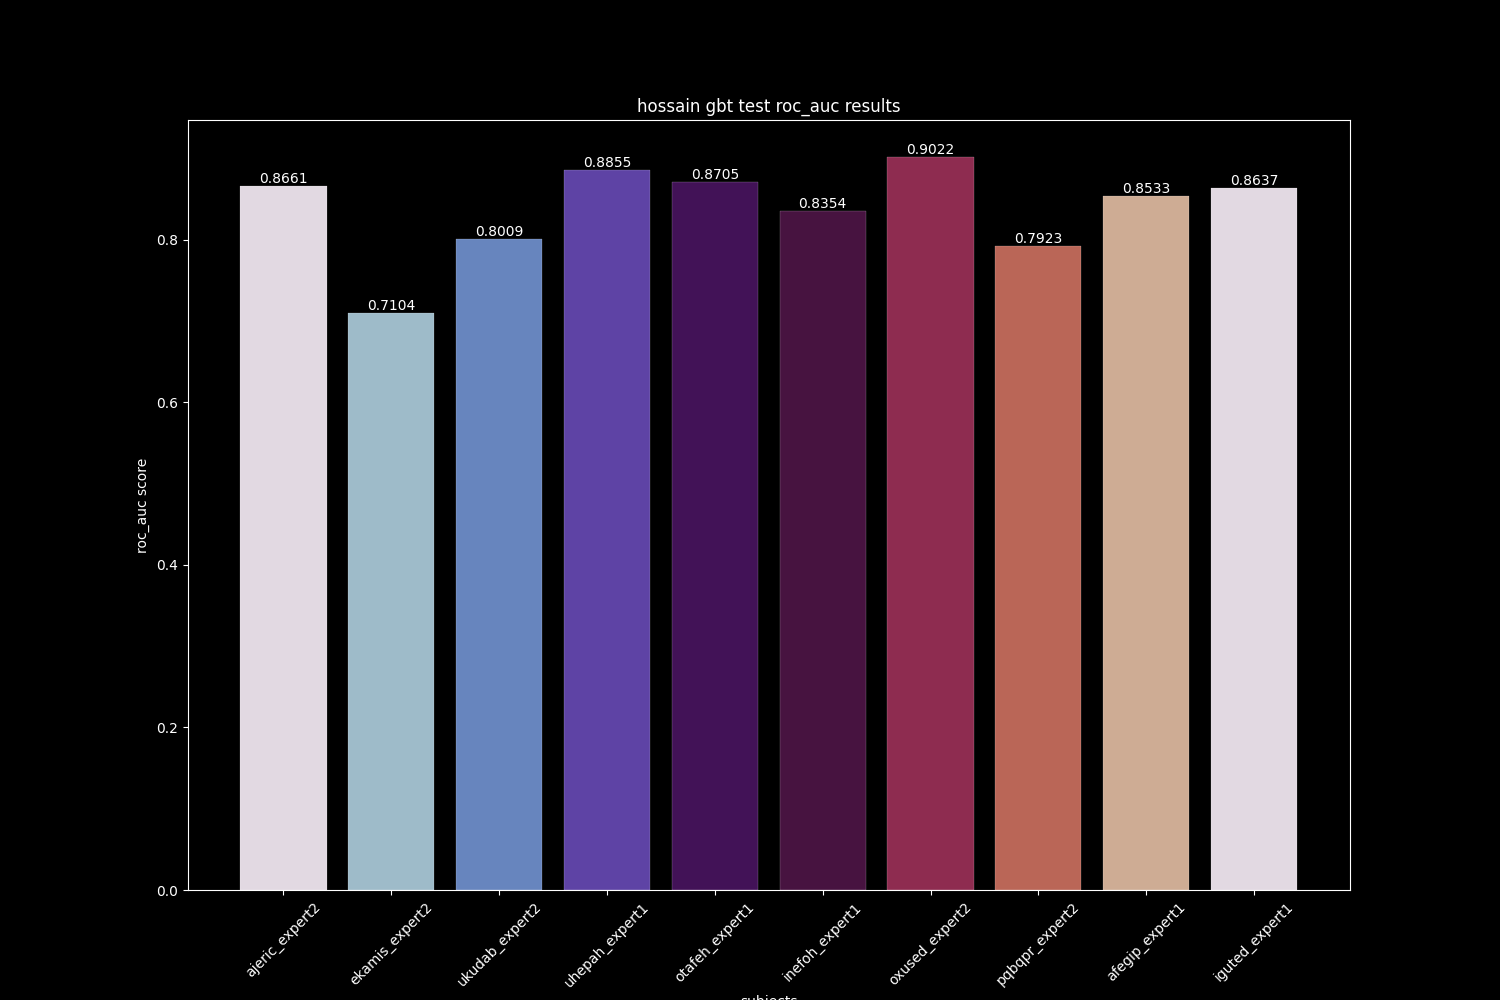 hossain gbt test roc_auc results
0.8661
0.7104
0.8009
0.8855
0.8705
0.8354
0.9022
0.7923
0.8533
0.8637
roc_auc score
0.8
0.6
0.4
0.2
0.0
ajeric_expert2
ekamis_expert2
ukudab_expert2
uhepah_expert1
otafeh_expert1
inefoh_expert1
oxused_expert2
pqbqpr_expert2
afegip_expert1
iguted_expert1
subjects